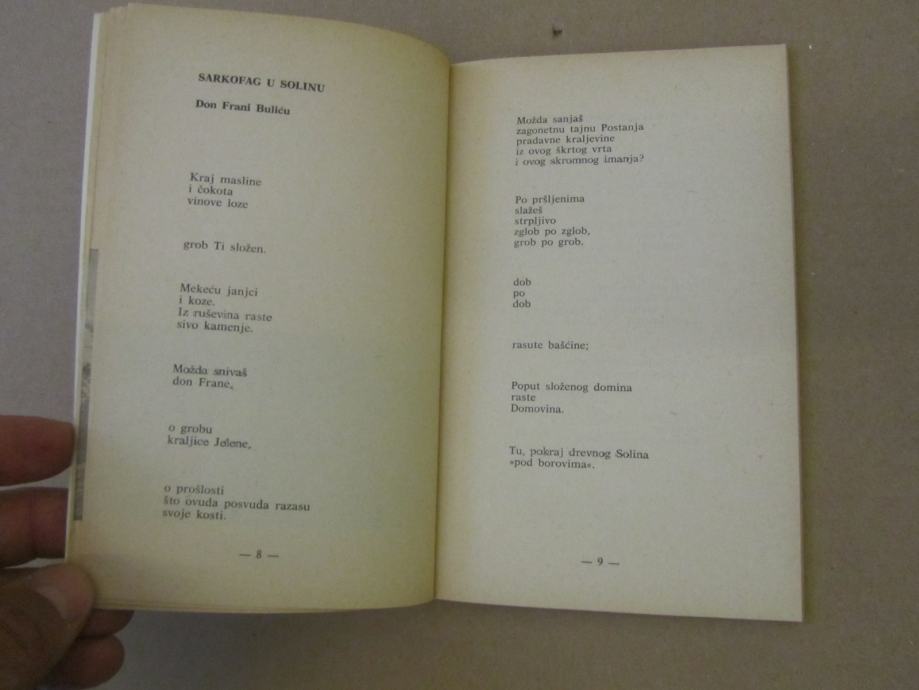 SARKOFAG U SOLINU
Don Frani Buliću
Kraj masline
i čokota
vinove loze
grob Ti složen.
Mekeću janjci
i koze.
Iz ruševina raste
sivo kamenje.
Možda snivaš
don Frane,
o grobu
kraljice Jelene,
o prošlosti
što ovuda posvuda razasu
svoje kosti.
— 8 —
Možda sanjaš
zagonetnu tajnu Postanja
pradavne kraljevine
iz ovog škrtog vrta
i ovog skromnog imanja?
Po pršljenima
slažeš
strpljivo
zglob po zglob,
grob po grob.
dob
po
dob
rasute bašćine;
Poput složenog domina
raste
Domovina.
Tu, pokraj drevnog Solina
»pod borovima«.
— 9 —